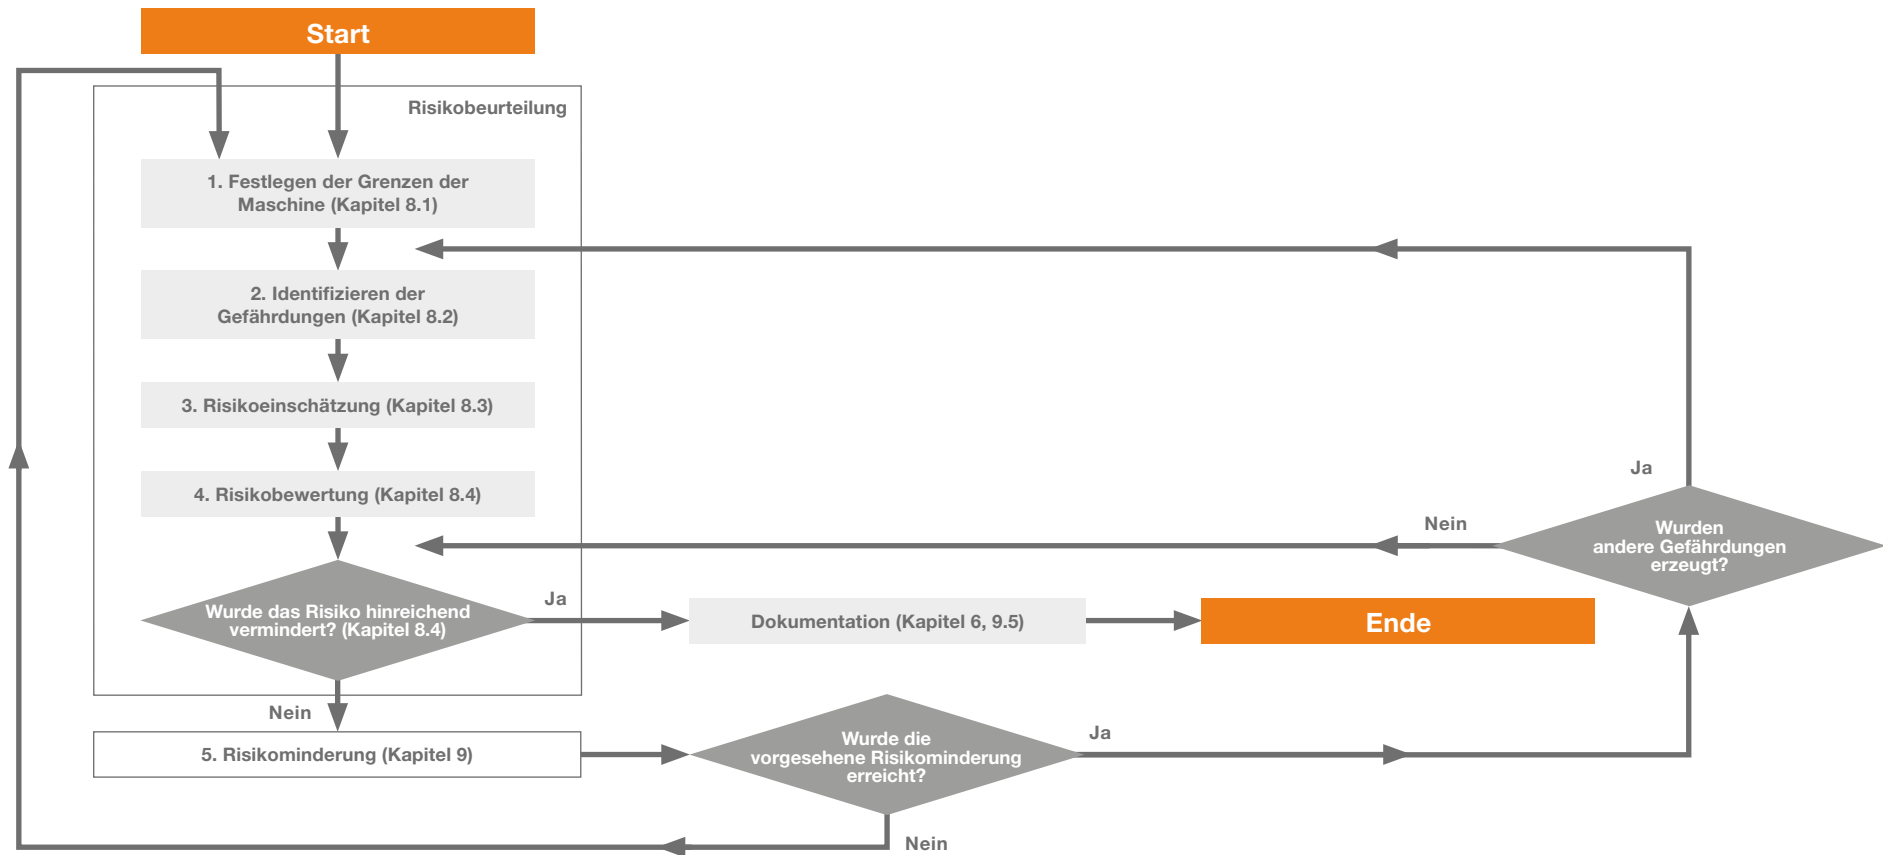 Start
Risikobeurteilung
1. Festlegen der Grenzen der
Maschine (Kapitel 8.1)
2. Identifizieren der
Gefährdungen (Kapitel 8.2)
3. Risikoeinschätzung (Kapitel 8.3)
4. Risikobewertung (Kapitel 8.4)
Ja
Nein
Wurden
andere Gefährdungen
erzeugt?
Wurde das Risiko hinreichend
vermindert? (Kapitel 8.4)
Ja
Dokumentation (Kapitel 6, 9.5)
Ende
Nein
5. Risikominderung (Kapitel 9)
Wurde die
vorgesehene Risikominderung
erreicht?
Ja
Nein